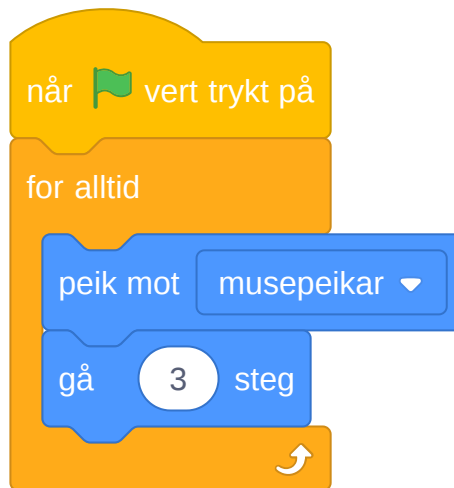 når vert trykt på
for alltid
peik mot musepeikar
gå 3 steg